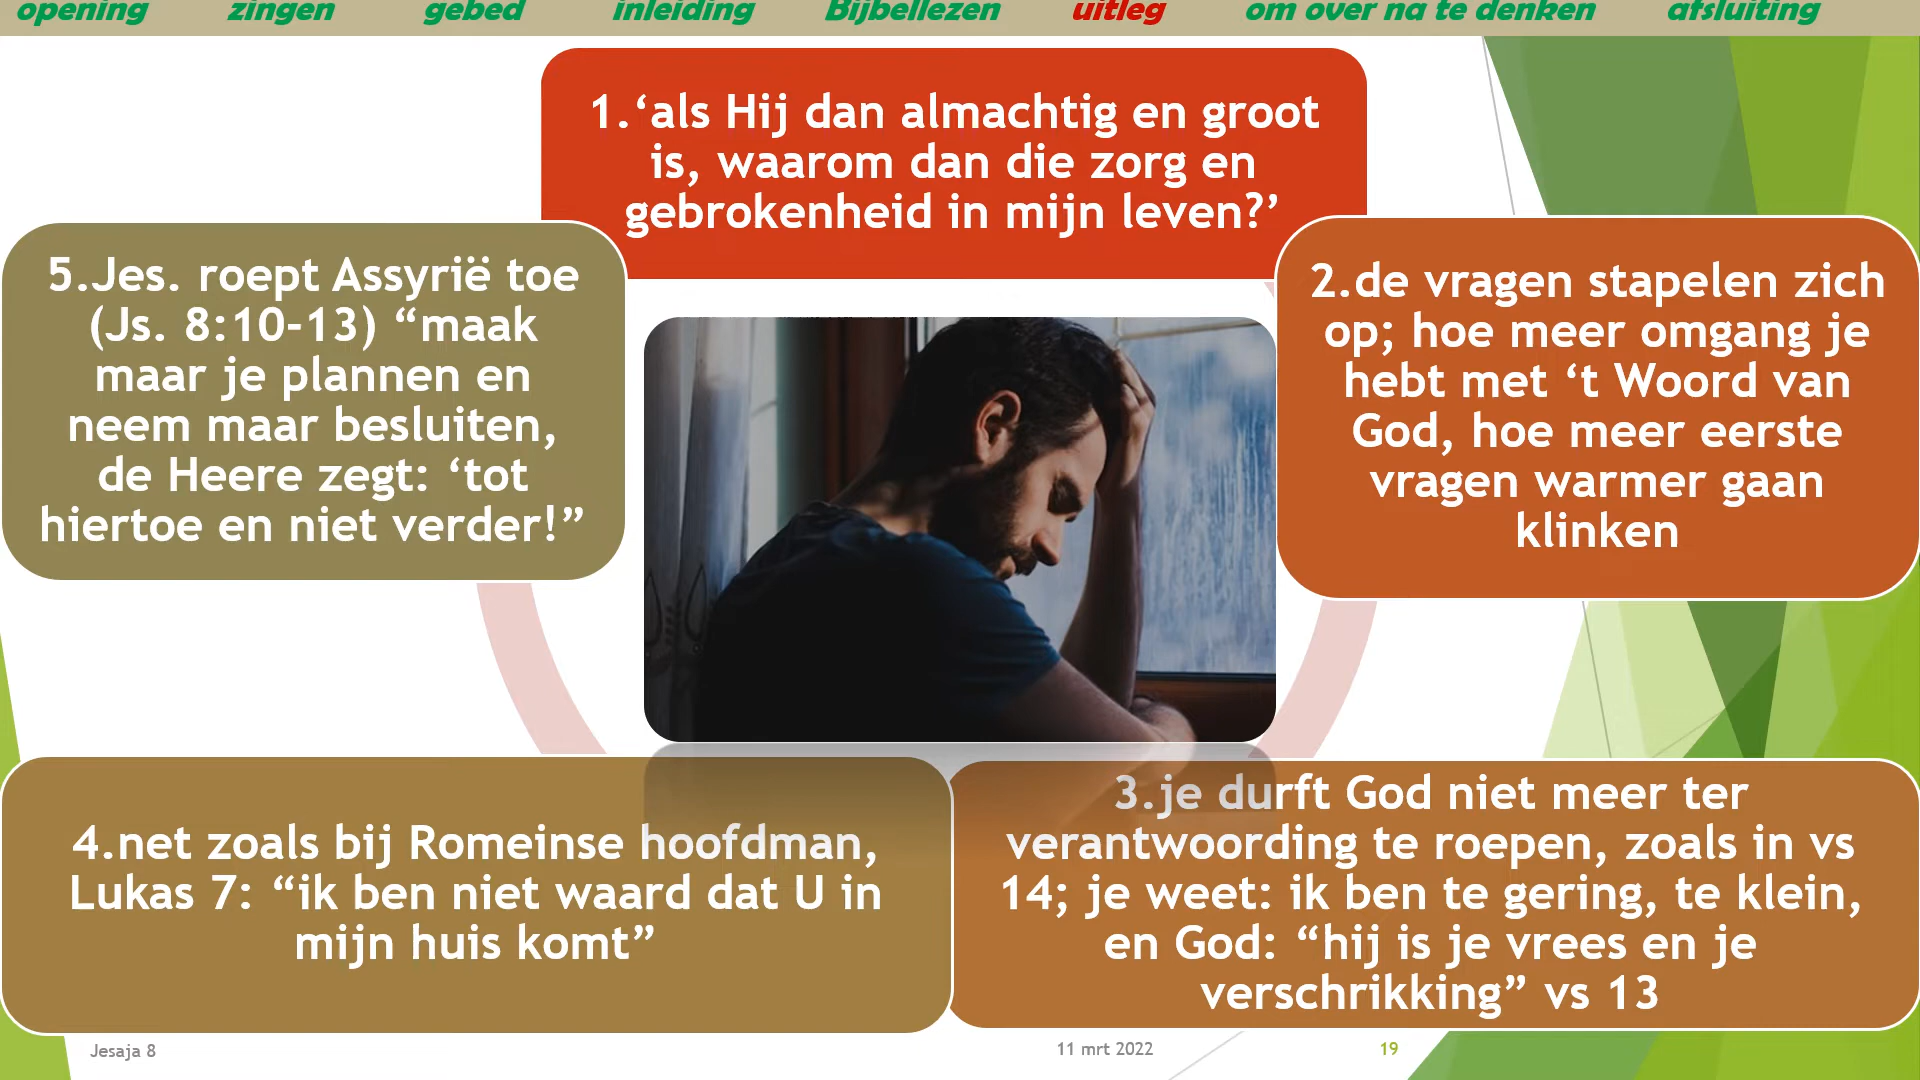 opening zingen gebed inleiding Bijbellezen uitleg om over na te denken afsluiting
1.‘als Hij dan almachtig en groot
is, waarom dan die zorg en
gebrokenheid in mijn leven?’
2.de vragen stapelen zich
op; hoe meer omgang je
hebt met ‘t Woord van
God, hoe meer eerste
vragen warmer gaan
klinken
3.je durft God niet meer ter
verantwoording te roepen, zoals in vs
14; je weet: ik ben te gering, te klein,
en God: “hij is je vrees en je
verschrikking” vs 13
4.net zoals bij Romeinse hoofdman,
Lukas 7: “ik ben niet waard dat U in
mijn huis komt”
5.Jes. roept Assyrië toe
(Js. 8:10-13) “maak
maar je plannen en
neem maar besluiten,
de Heere zegt: ‘tot
hiertoe en niet verder!”
Jesaja 8
11 mrt 2022
19